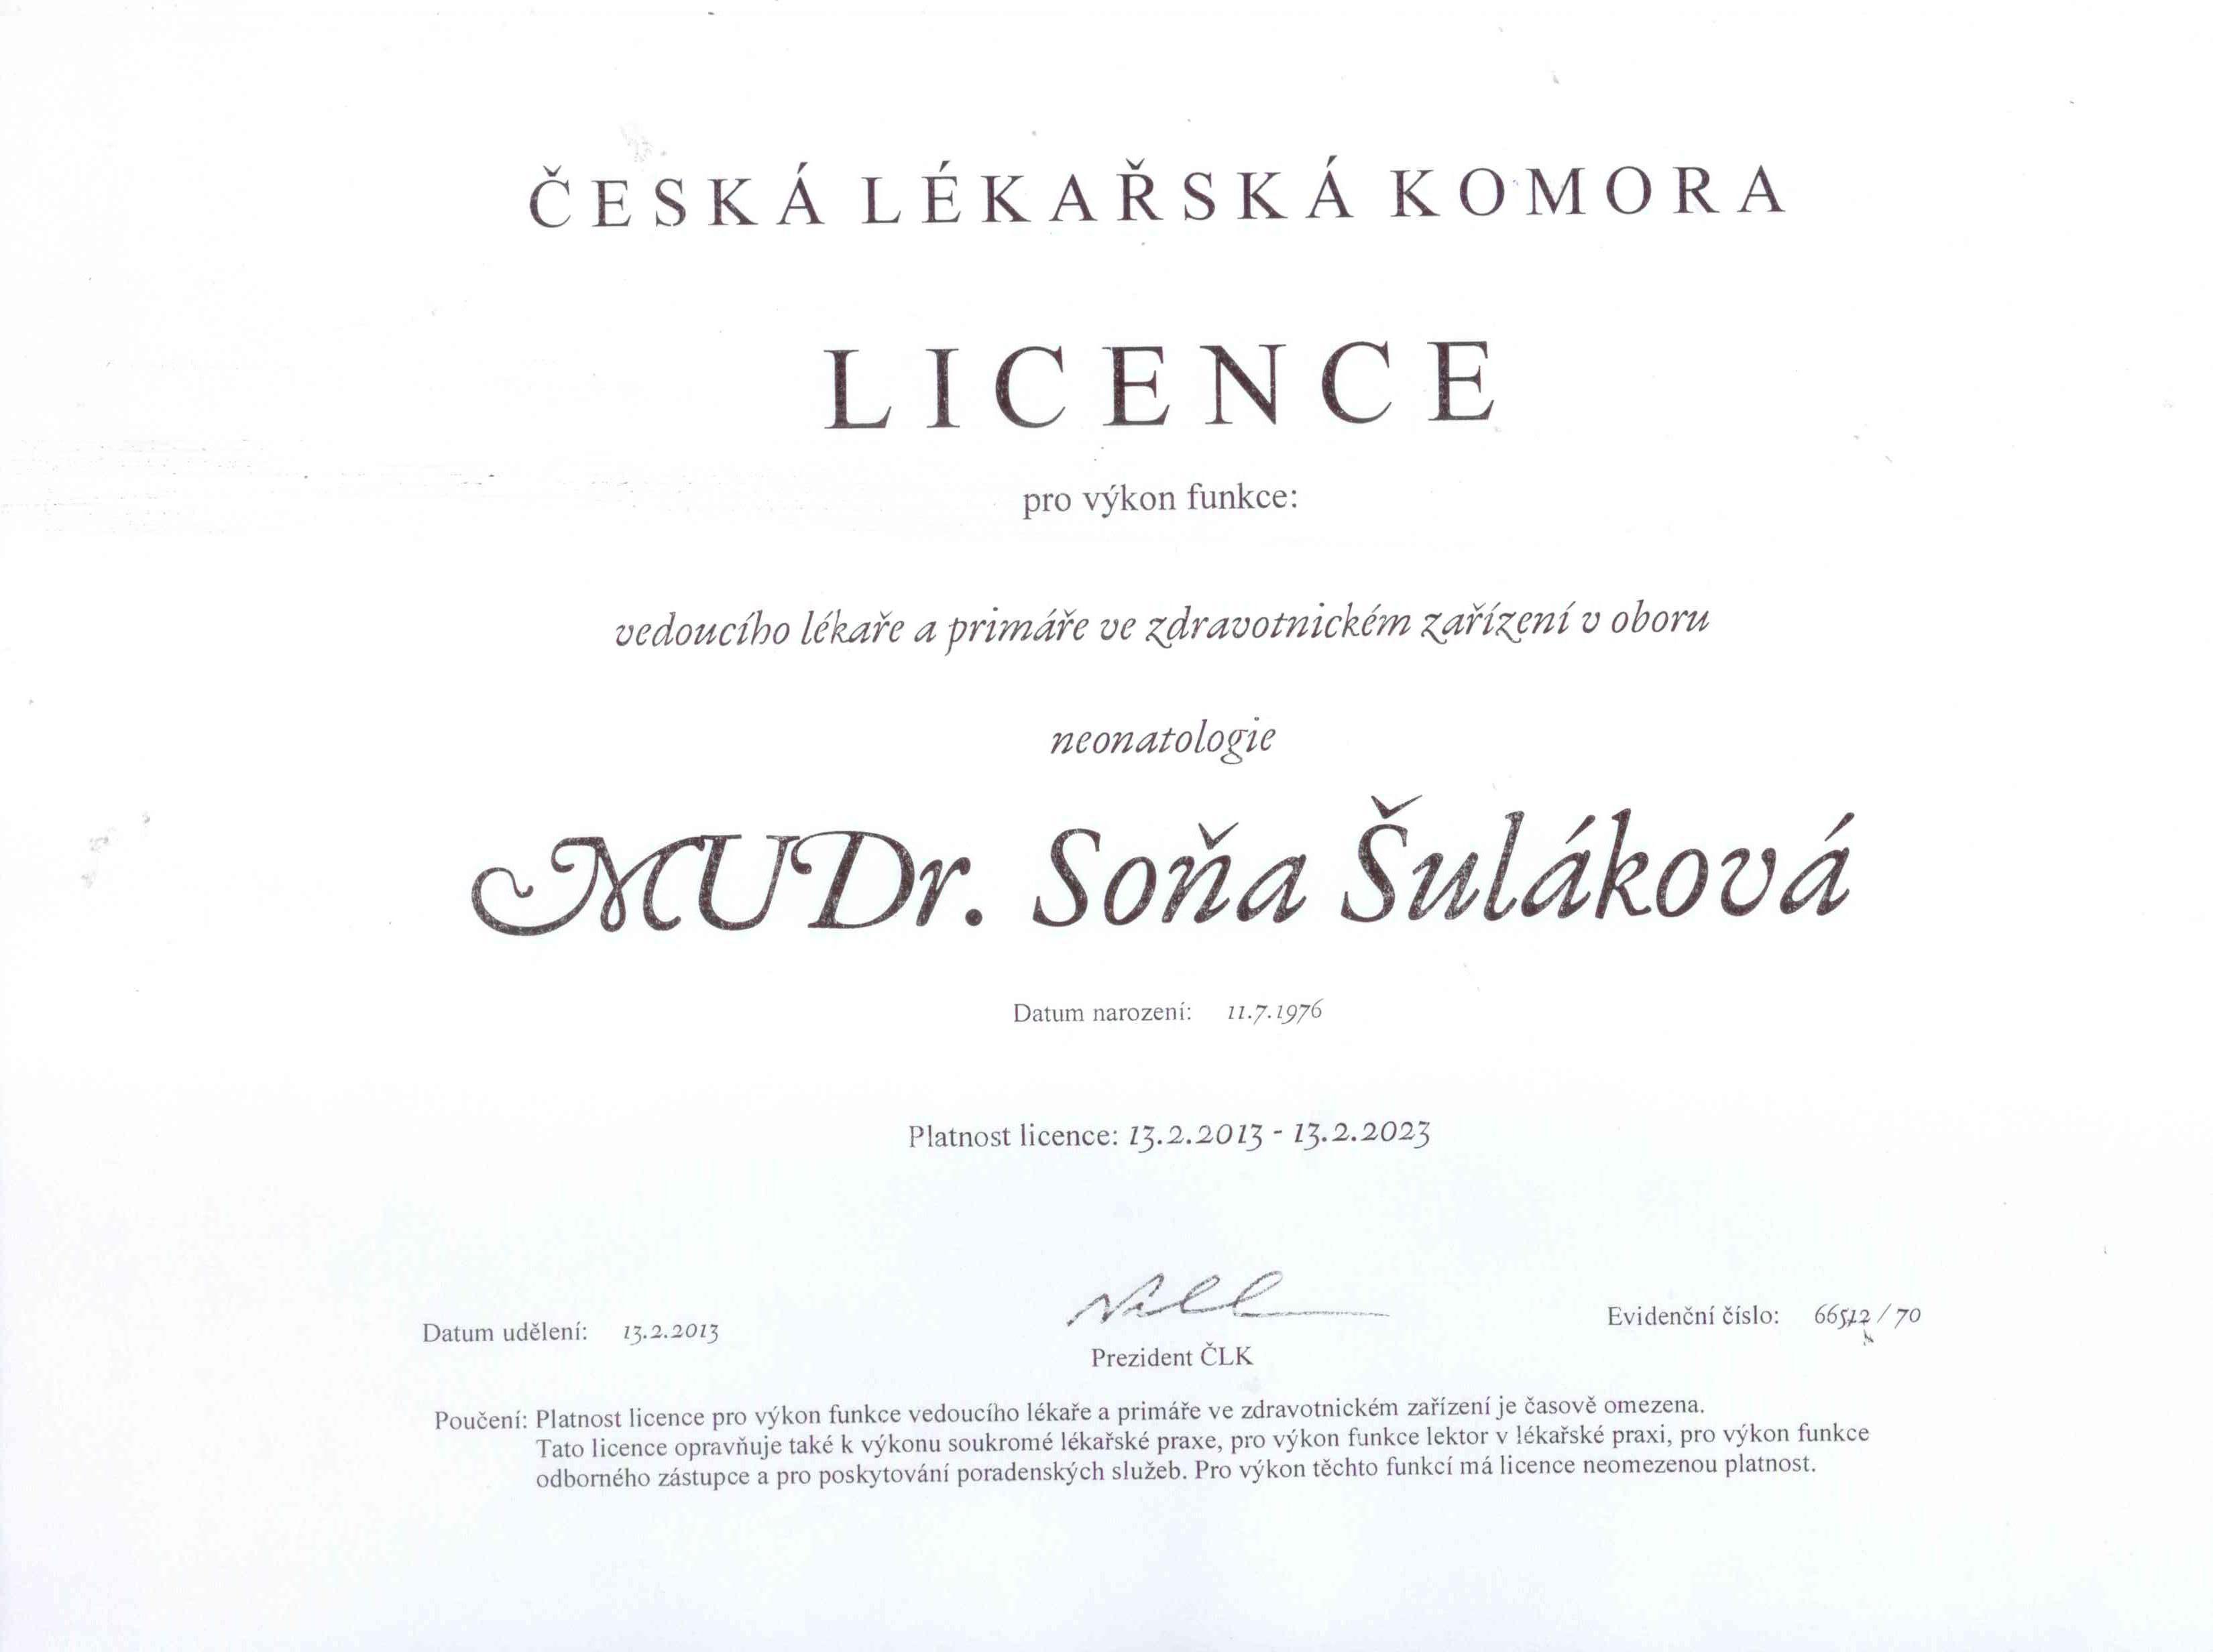 ČESKÁ LÉKAŘSKÁ KOMORA
LICENCE
pro výkon funkce:
vedoucího lékaře a primáře ve zdravotnickém zařízení v oboru
neonatologie
MUDr. Soňa Šuláková
Datum narození: 11.7.1976
Platnost licence: 13.2.2013 - 13.2.2023
Datum udělení: 13.2.2013
Prezident ČLK
Evidenční číslo: 66512 / 70
Poučení: Platnost licence pro výkon funkce vedoucího lékaře a primáře ve zdravotnickém zařízení je časově omezena.
Tato licence opravňuje také k výkonu soukromé lékařské praxe, pro výkon funkce lektor v lékařské praxi, pro výkon funkce
odborného zástupce a pro poskytování poradenských služeb. Pro výkon těchto funkcí má licence neomezenou platnost.